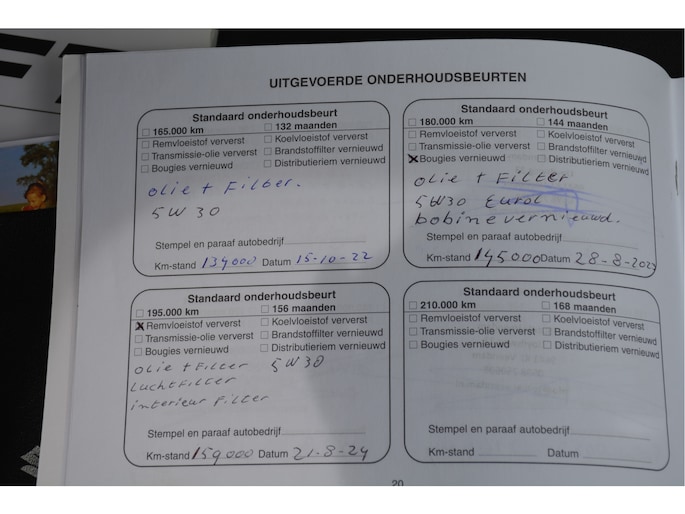 UITGEVOERDE ONDERHOUDSBEURTEN
Standaard onderhoudsbeurt
165.000 km 132 maanden
Remvloeistof ververst Koelvloeistof ververst
Transmissie-olie ververst Brandstoffilter vernieuwd
Bougies vernieuwd Distributieriem vernieuwd
olie + Filter.
5W30
Stempel en paraaf autobedrijf
Km-stand 139000 Datum 15-10-22
Standaard onderhoudsbeurt
180.000 km 144 maanden
Remvloeistof ververst Koelvloeistof ververst
Transmissie-olie ververst Brandstoffilter vernieuwd
X Bougies vernieuwd Distributieriem vernieuwd
olie + Filter
5W30 Eurol
bobine vernieuwd.
Stempel en paraaf autobedrijf
Km-stand 145000 Datum 28-8-202
Standaard onderhoudsbeurt
195.000 km 156 maanden
X Remvloeistof ververst Koelvloeistof ververst
Transmissie-olie ververst Brandstoffilter vernieuwd
Bougies vernieuwd Distributieriem vernieuwd
olie + Filter 5W30
Luchtfilter
interieur Filter
Stempel en paraaf autobedrijf
Km-stand 159000 Datum 21-8-24
Standaard onderhoudsbeurt
210.000 km 168 maanden
Remvloeistof ververst Koelvloeistof ververst
Transmissie-olie ververst Brandstoffilter vernieuwd
Bougies vernieuwd Distributieriem vernieuwd
Stempel en paraaf autobedrijf
Km-stand Datum
20